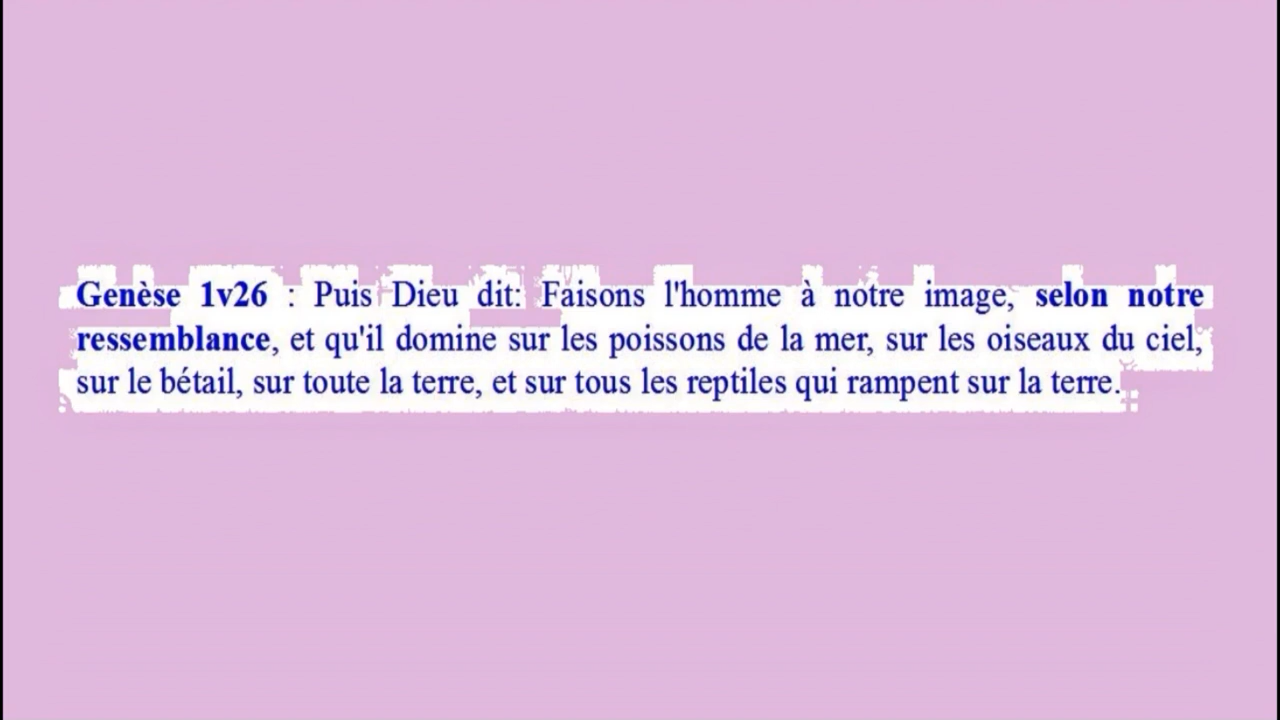 Genèse 1v26 : Puis Dieu dit: Faisons l'homme à notre image, selon notre
ressemblance, et qu'il domine sur les poissons de la mer, sur les oiseaux du ciel,
sur le bétail, sur toute la terre, et sur tous les reptiles qui rampent sur la terre.